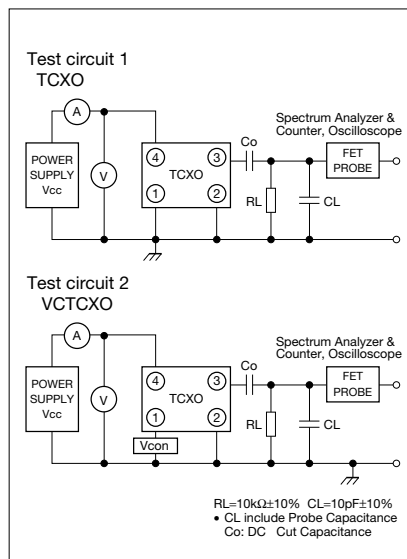 Test circuit 1
TCXO
A
POWER
SUPPLY
Vcc
V
4
3
TCXO
1
2
Co
RL
CL
Spectrum Analyzer &
Counter, Oscilloscope
FET
PROBE
Test circuit 2
VCTCXO
A
POWER
SUPPLY
Vcc
V
4
3
TCXO
1
2
Vcon
Co
RL
CL
Spectrum Analyzer &
Counter, Oscilloscope
FET
PROBE
RL=10kΩ±10% CL=10pF±10%
• CL include Probe Capacitance
Co: DC Cut Capacitance